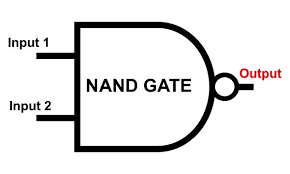 Input 1
NAND GATE
Output
Input 2